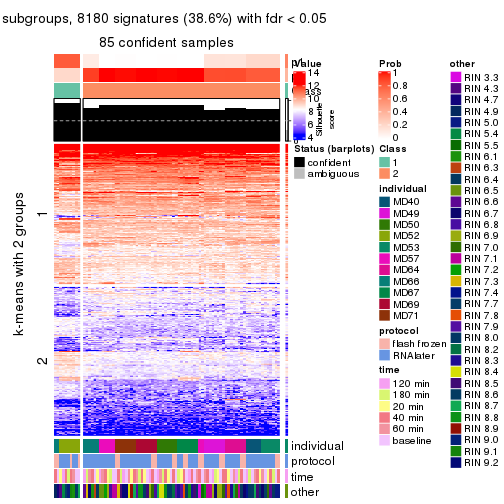 subgroups, 8180 signatures (38.6%) with fdr < 0.05
85 confident samples
k-means with 2 groups
1
2
individual
protocol
time
other
Value
14
12
10
8
6
4
Silhouette
score
Status (barplots)
confident
ambiguous
Prob
1
0.8
0.6
0.4
0.2
0
Class
1
2
individual
MD40
MD49
MD50
MD52
MD53
MD57
MD64
MD66
MD67
MD69
MD71
protocol
flash frozen
RNAlater
time
120 min
180 min
20 min
40 min
60 min
baseline
other
RIN 3.3
RIN 4.3
RIN 4.7
RIN 4.9
RIN 5.0
RIN 5.4
RIN 5.5
RIN 6.1
RIN 6.3
RIN 6.4
RIN 6.5
RIN 6.6
RIN 6.7
RIN 6.8
RIN 6.9
RIN 7.0
RIN 7.1
RIN 7.2
RIN 7.3
RIN 7.4
RIN 7.7
RIN 7.8
RIN 7.9
RIN 8.0
RIN 8.2
RIN 8.3
RIN 8.4
RIN 8.5
RIN 8.6
RIN 8.7
RIN 8.8
RIN 8.9
RIN 9.0
RIN 9.1
RIN 9.2